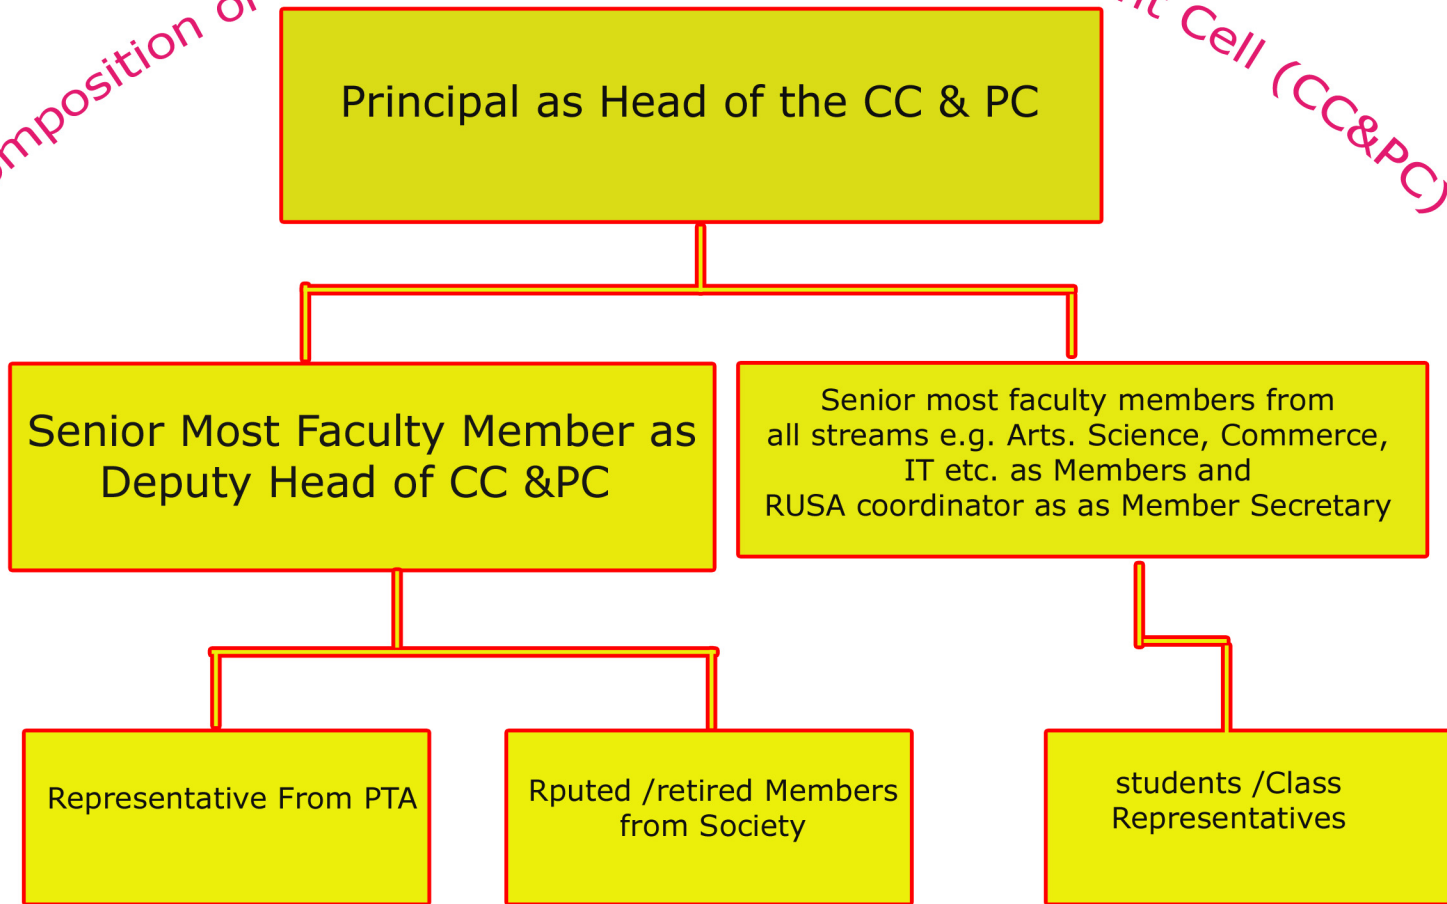 omposition o
nt Cell (CC&PC)
Principal as Head of the CC & PC
Senior Most Faculty Member as
Deputy Head of CC &PC
Senior most faculty members from
all streams e.g. Arts. Science, Commerce,
IT etc. as Members and
RUSA coordinator as as Member Secretary
Representative From PTA
Rputed /retired Members
from Society
students /Class
Representatives